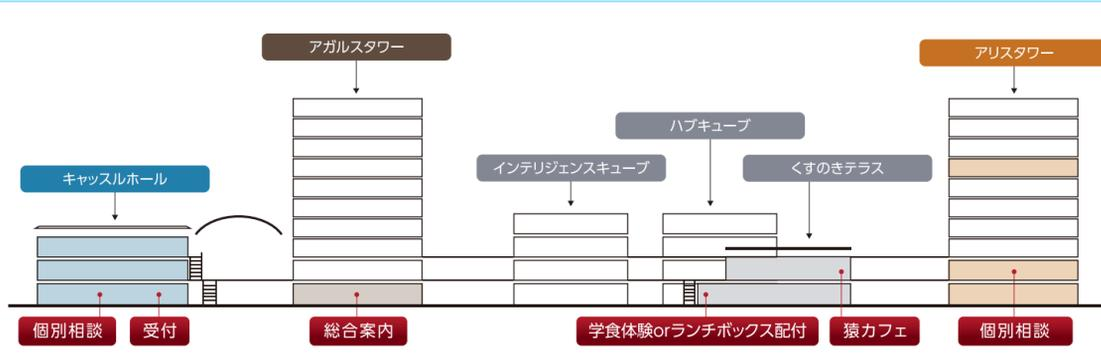 アガルスタワー
アリスタワー
ハブキューブ
インテリジェンスキューブ
くすのきテラス
キャッスルホール
個別相談
受付
総合案内
学食体験orランチボックス配付
猿カフェ
個別相談